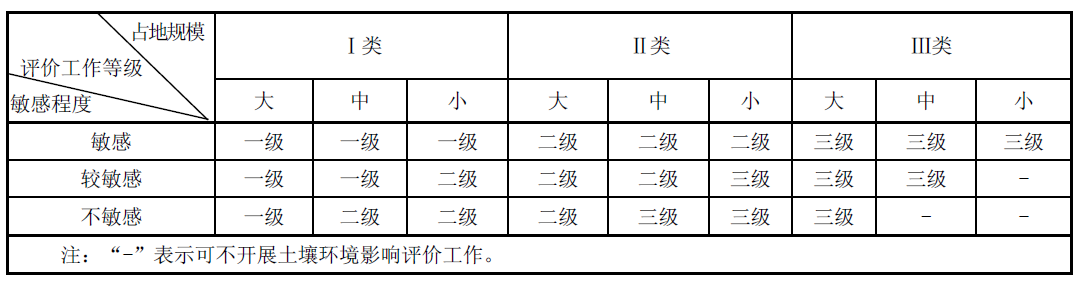 占地规模
评价工作等级
敏感程度
Ⅰ类 Ⅱ类 Ⅲ类
大 中 小 大 中 小 大 中 小
敏感 一级 一级 一级 二级 二级 二级 三级 三级 三级
较敏感 一级 一级 二级 二级 二级 三级 三级 三级 -
不敏感 一级 二级 二级 二级 三级 三级 三级 - -
注：“-”表示可不开展土壤环境影响评价工作。